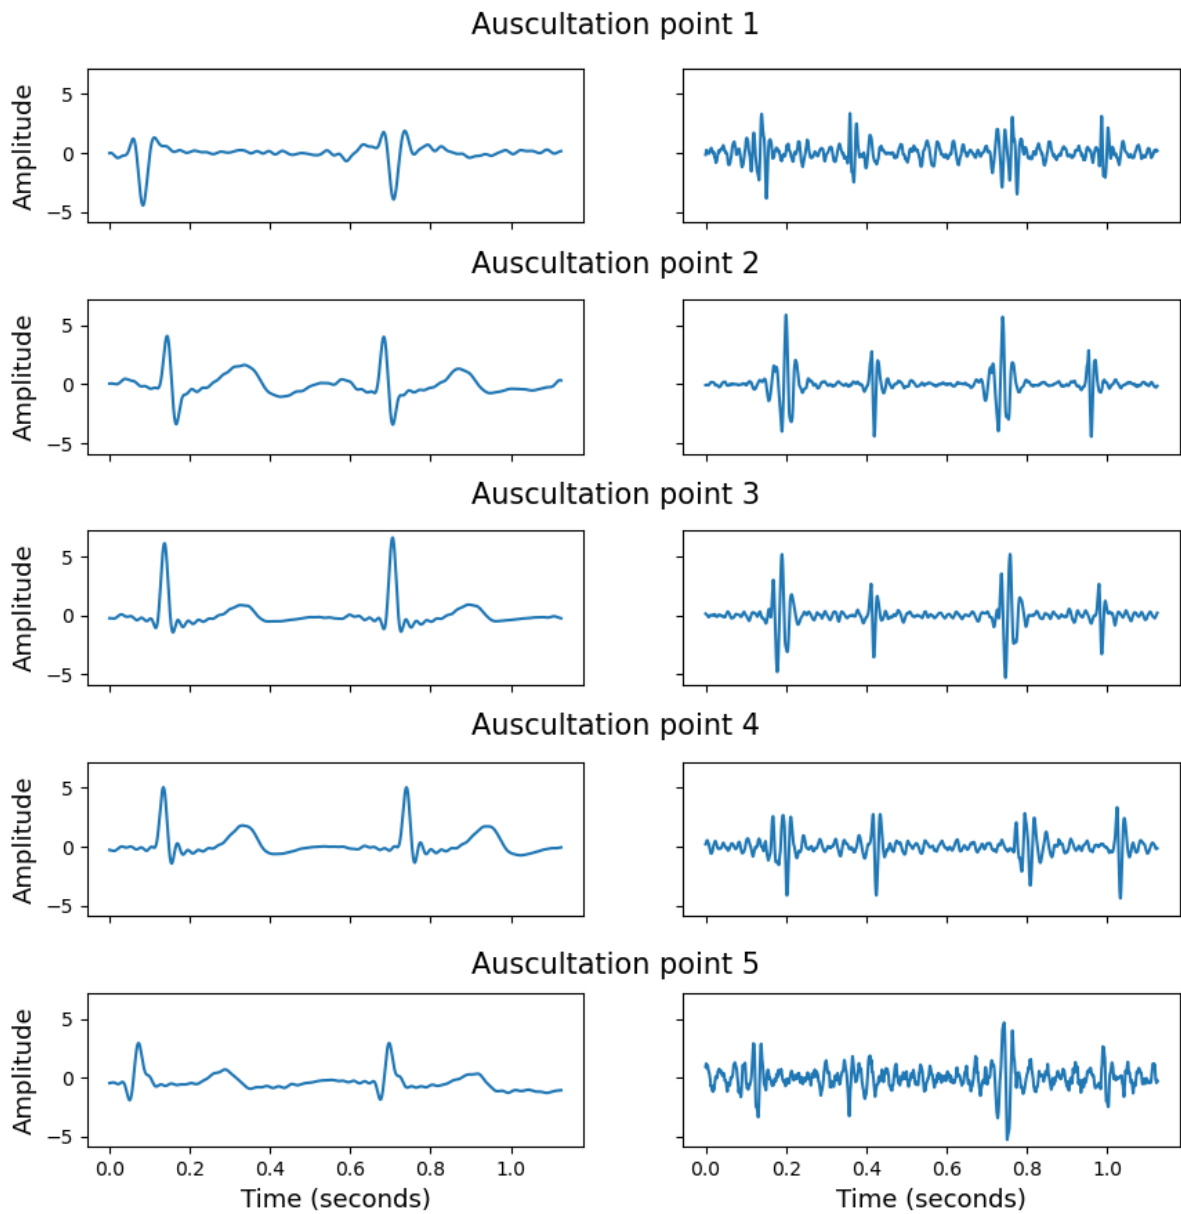 Auscultation point 1
Amplitude
5
0
−5
Auscultation point 2
Amplitude
5
0
−5
Auscultation point 3
Amplitude
5
0
−5
Auscultation point 4
Amplitude
5
0
−5
Auscultation point 5
Amplitude
5
0
−5
0.0 0.2 0.4 0.6 0.8 1.0 0.0 0.2 0.4 0.6 0.8 1.0
Time (seconds) Time (seconds)